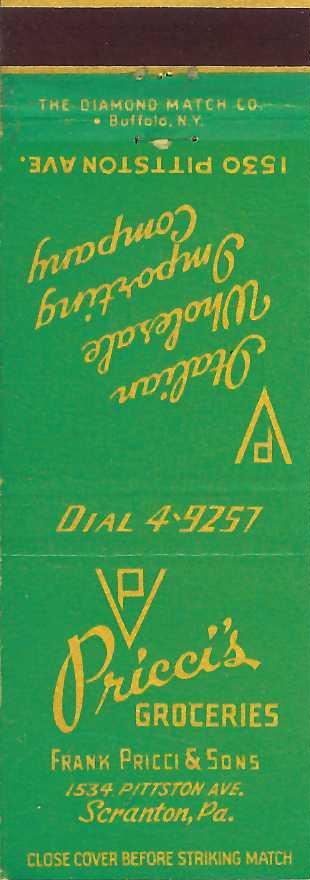 THE DIAMOND MATCH CO.
• Buffalo, N.Y.
1530 PITTSTON AVE.
Italian
Wholesale
Importing
Company
P
DIAL 4-9257
P
Pricci's
GROCERIES
FRANK PRICCI & SONS
1534 PITTSTON AVE.
Scranton, Pa.
CLOSE COVER BEFORE STRIKING MATCH